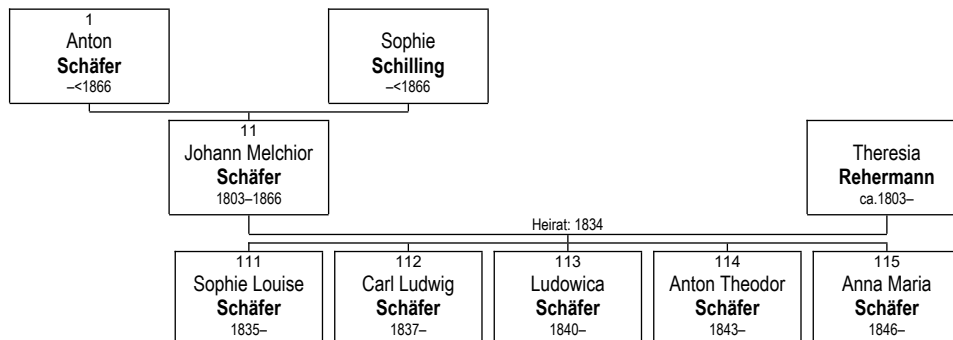 1
Anton
Schäfer
–<1866
Sophie
Schilling
–<1866
11
Johann Melchior
Schäfer
1803–1866
Theresia
Rehermann
ca.1803–
Heirat: 1834
111
Sophie Louise
Schäfer
1835–
112
Carl Ludwig
Schäfer
1837–
113
Ludowica
Schäfer
1840–
114
Anton Theodor
Schäfer
1843–
115
Anna Maria
Schäfer
1846–